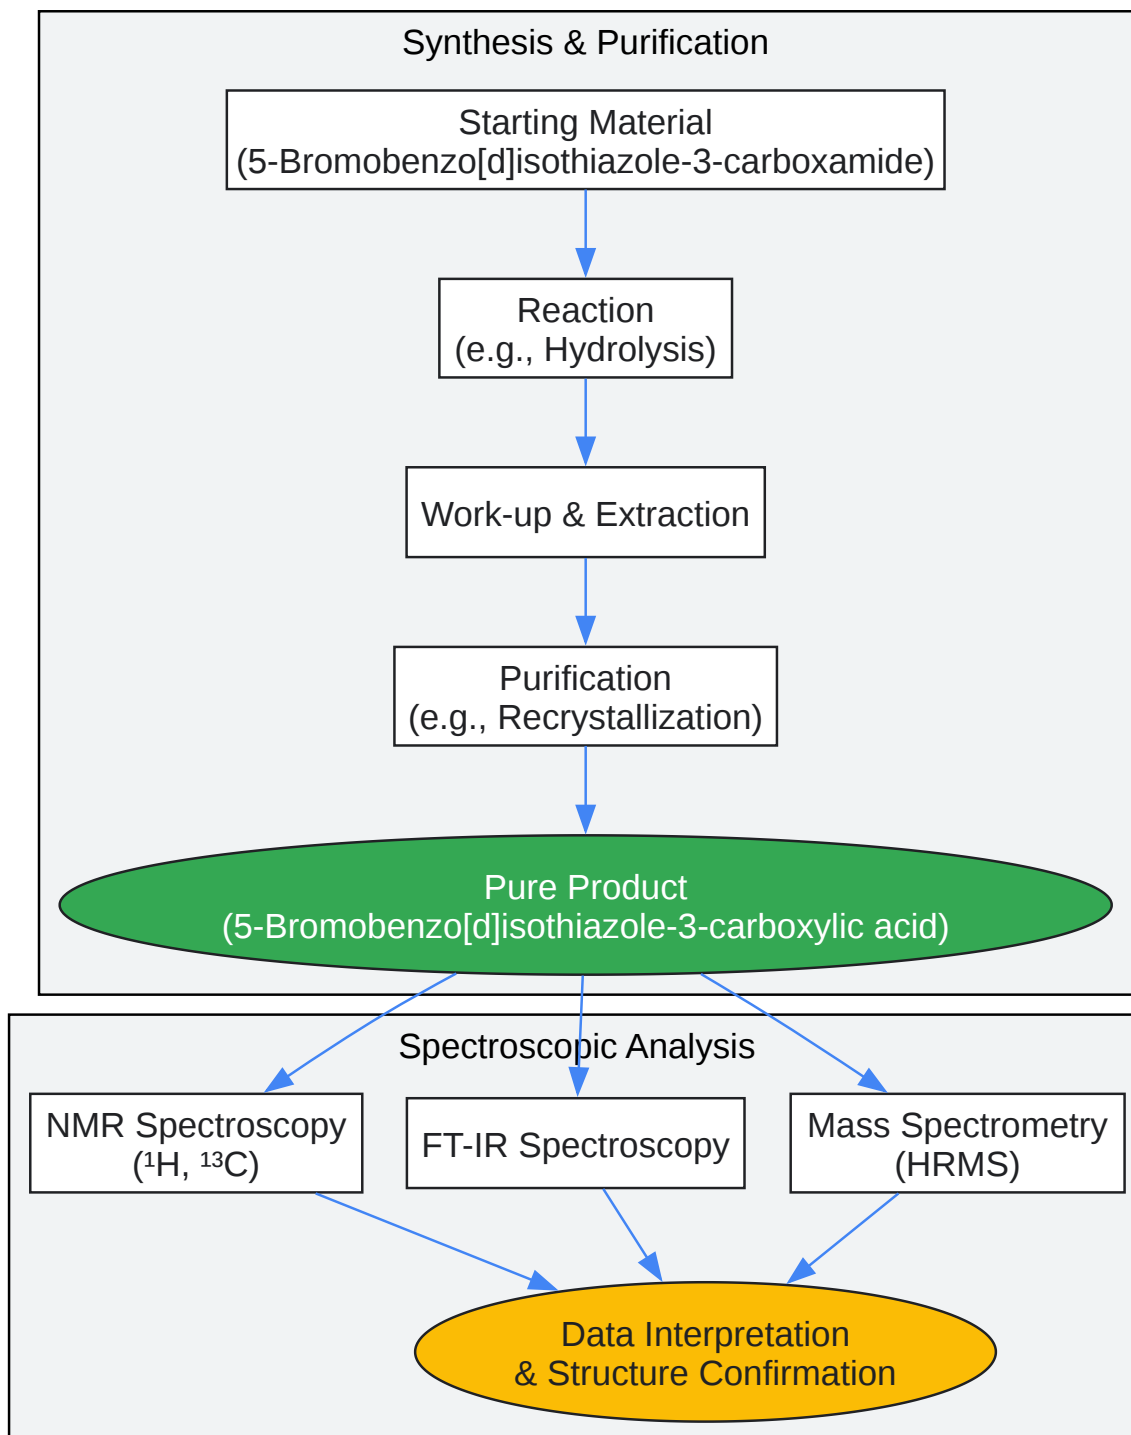 Synthesis & Purification
Starting Material
(5-Bromobenzo[d]isothiazole-3-carboxamide)
Reaction
(e.g., Hydrolysis)
Work-up & Extraction
Purification
(e.g., Recrystallization)
Pure Product
(5-Bromobenzo[d]isothiazole-3-carboxylic acid)
Spectroscopic Analysis
NMR Spectroscopy
(¹H, ¹³C)
FT-IR Spectroscopy
Mass Spectrometry
(HRMS)
Data Interpretation
& Structure Confirmation